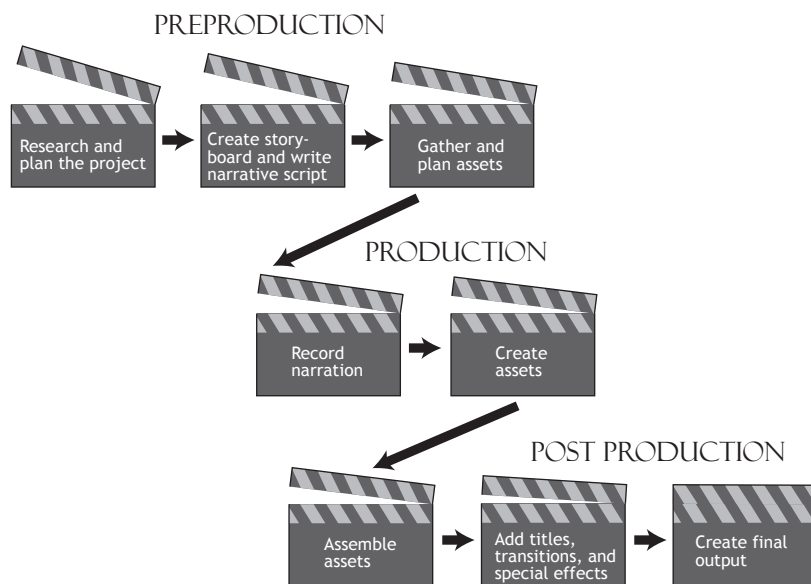 PREPRODUCTION
Research and
plan the project
Create story-
board and write
narrative script
Gather and
plan assets
PRODUCTION
Record
narration
Create
assets
POST PRODUCTION
Assemble
assets
Add titles,
transitions, and
special effects
Create final
output